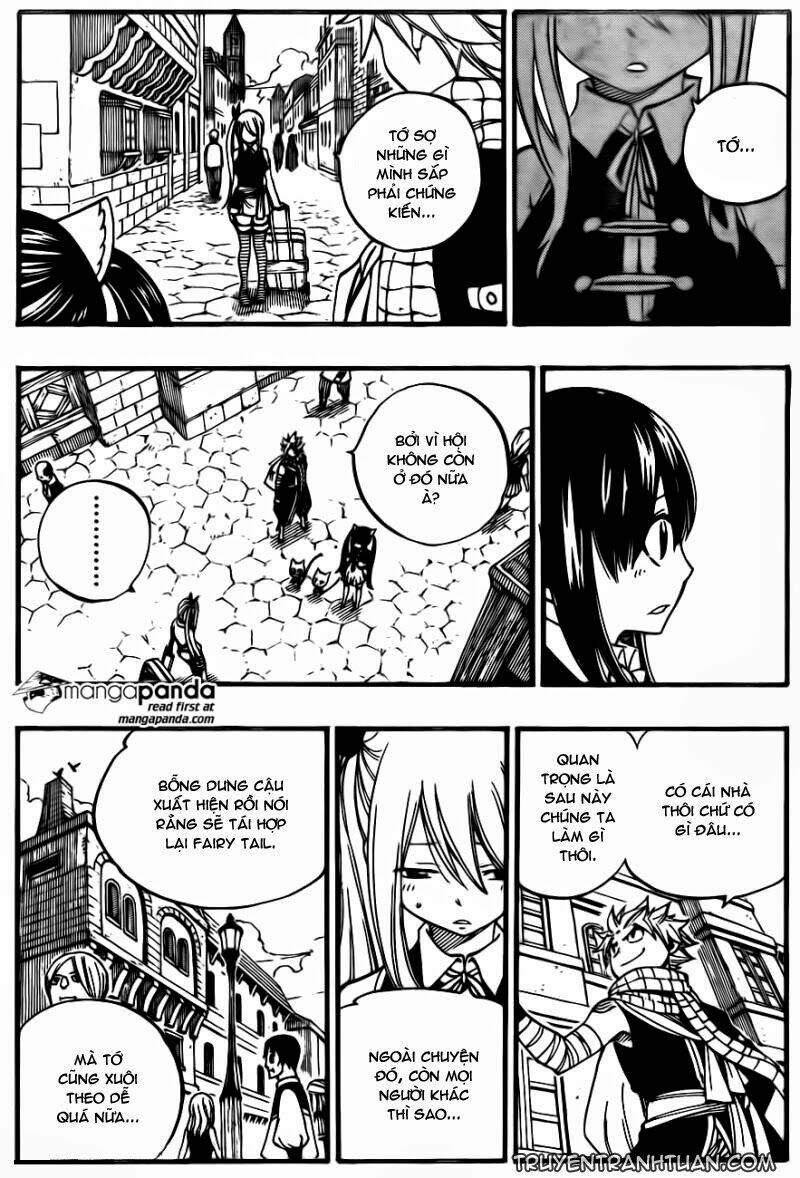 TỚ...
TỚ SỢ
NHỮNG GÌ
MÌNH SẮP
PHẢI CHỨNG
KIẾN...
BỞI VÌ HỘI
KHÔNG CÒN
Ở ĐÓ NỮA
À?
.........
mangapanda
read first at
mangapanda.com
CÓ CÁI NHÀ
THÔI CHỨ CÓ
GÌ ĐÂU...
QUAN
TRỌNG LÀ
SAU NÀY
CHÚNG TA
LÀM GÌ
THÔI.
NGOÀI CHUYỆN
ĐÓ, CÒN MỌI
NGƯỜI KHÁC
THÌ SAO...
BỖNG DƯNG CẬU
XUẤT HIỆN RỒI NÓI
RẰNG SẼ TÁI HỢP
LẠI FAIRY TAIL.
MÀ TỚ
CŨNG XUÔI
THEO DỄ
QUÁ NỮA...
TRUYENTRANHTUAN.COM